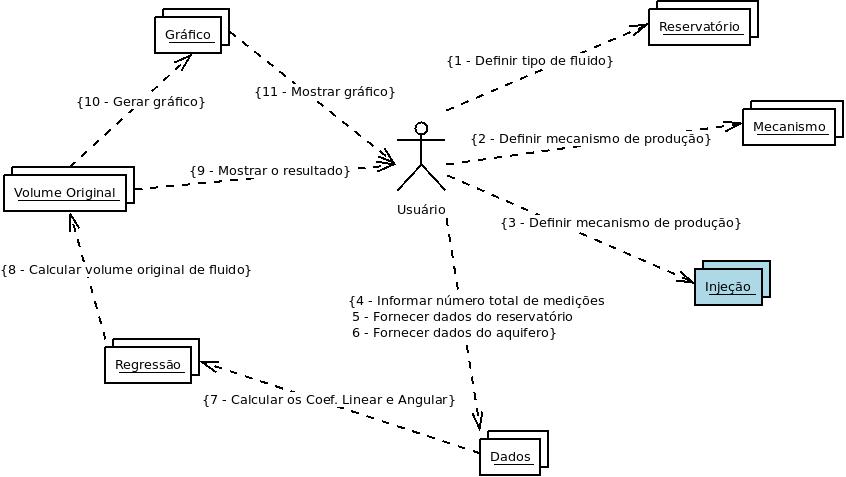 Gráfico
Reservatório
{1 - Definir tipo de fluido}
{11 - Mostrar gráfico}
{10 - Gerar gráfico}
Mecanismo
{2 - Definir mecanismo de produção}
{9 - Mostrar o resultado}
Volume Original
Usuário
{3 - Definir mecanismo de produção}
{8 - Calcular volume original de fluido}
Injeção
{4 - Informar número total de medições
5 - Fornecer dados do reservatório
6 - Fornecer dados do aquifero}
Regressão
{7 - Calcular os Coef. Linear e Angular}
Dados